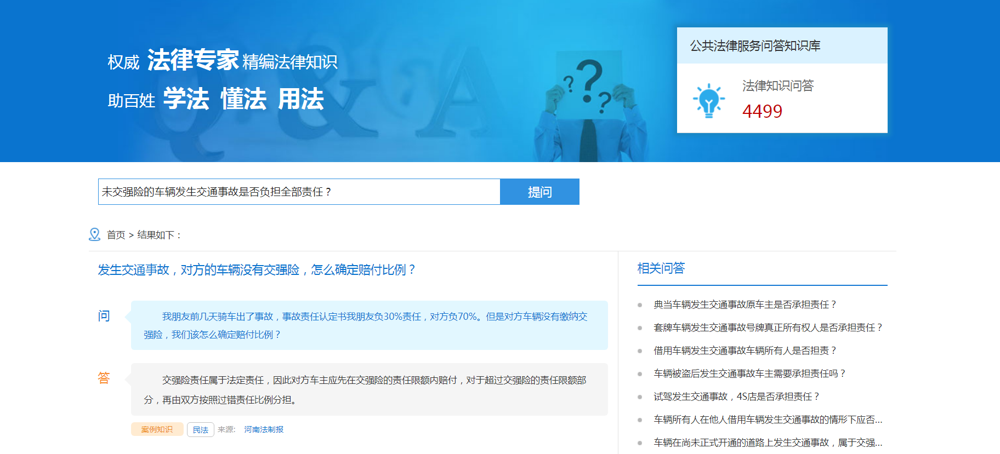 权威 法律专家 精编法律知识
助百姓 学法 懂法 用法
Q & A
? ? ?
公共法律服务问答知识库
法律知识问答
4499
未交强险的车辆发生交通事故是否负担全部责任？
提问
首页 > 结果如下：
发生交通事故，对方的车辆没有交强险，怎么确定赔付比例？
问
我朋友前几天骑车出了事故，事故责任认定书我朋友负30%责任，对方负70%。但是对方车辆没有缴纳交
强险，我们该怎么确定赔付比例？
答
交强险责任属于法定责任，因此对方车主应先在交强险的责任限额内赔付，对于超过交强险的责任限额部
分，再由双方按照过错责任比例分担。
案例知识 民法 来源: 河南法制报
相关问答
典当车辆发生交通事故原车主是否承担责任？
套牌车辆发生交通事故号牌真正所有权人是否承担责任？
借用车辆发生交通事故车辆所有人是否担责？
车辆被盗后发生交通事故车主需要承担责任吗？
试驾发生交通事故，4S店是否承担责任？
车辆所有人在他人借用车辆发生交通事故的情形下应否...
车辆在尚未正式开通的道路上发生交通事故，属于交强...